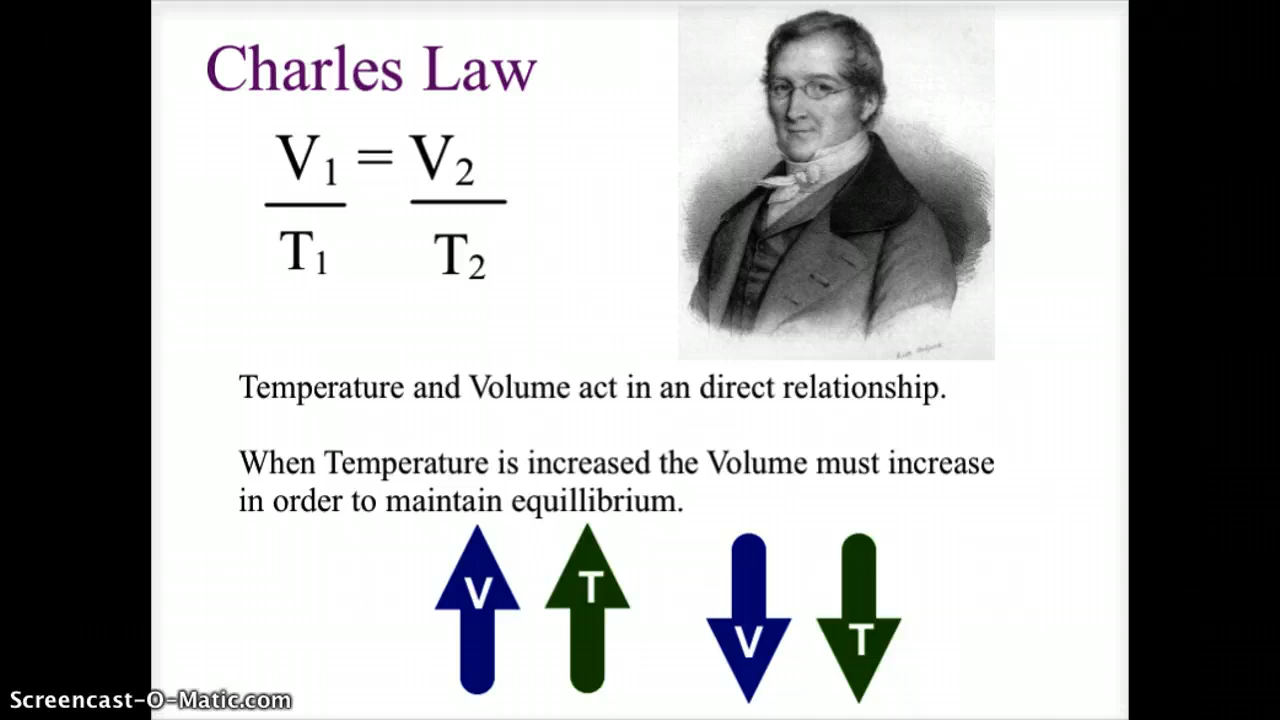 Charles Law
V1 = V2
T1 T2
Temperature and Volume act in an direct relationship.
When Temperature is increased the Volume must increase
in order to maintain equillibrium.
V T V T
Screencast-O-Matic.com